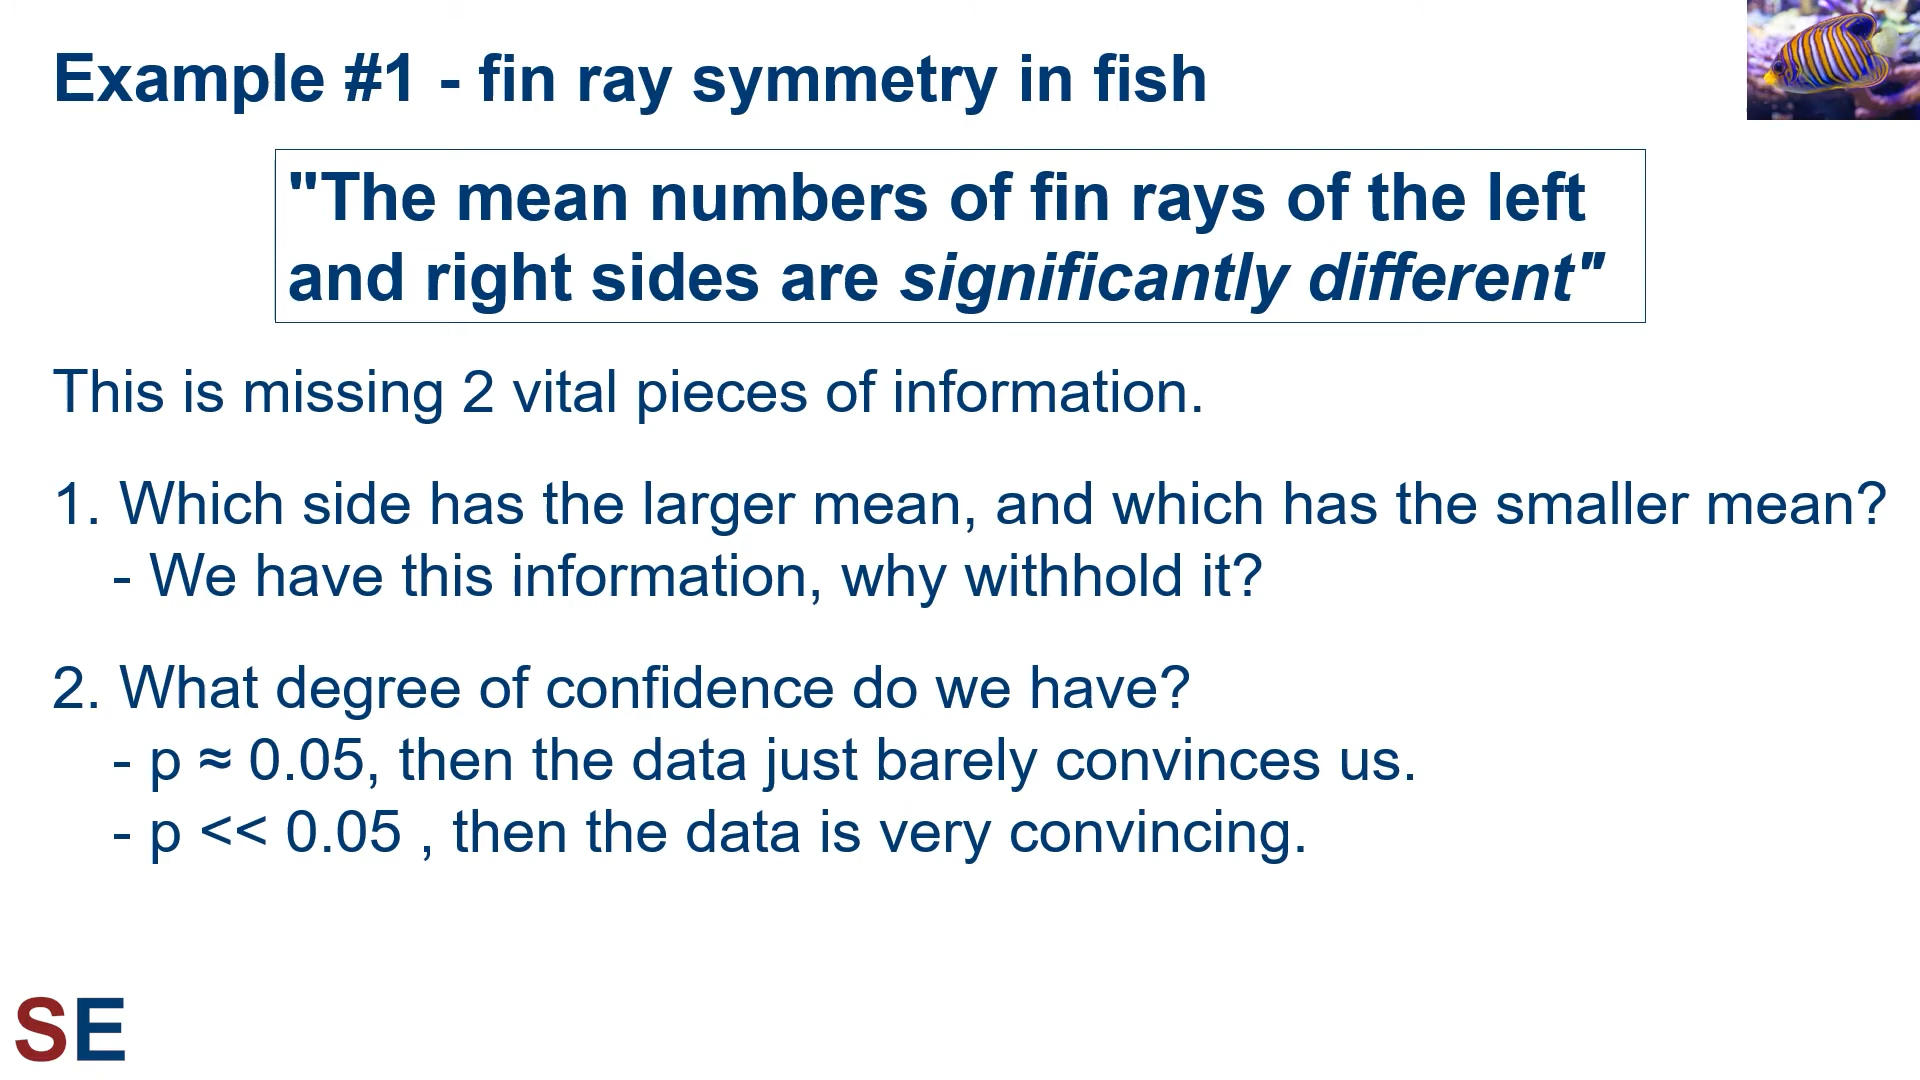 Example #1 - fin ray symmetry in fish
"The mean numbers of fin rays of the left
and right sides are significantly different"
This is missing 2 vital pieces of information.
1. Which side has the larger mean, and which has the smaller mean?
- We have this information, why withhold it?
2. What degree of confidence do we have?
- p ≈ 0.05, then the data just barely convinces us.
- p << 0.05 , then the data is very convincing.
SE